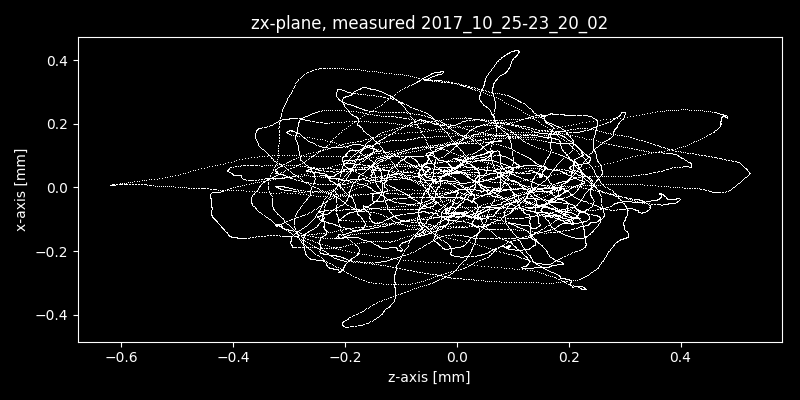 zx-plane, measured 2017_10_25-23_20_02
0.4
0.2
0.0
−0.2
−0.4
x-axis [mm]
−0.6 −0.4 −0.2 0.0 0.2 0.4
z-axis [mm]